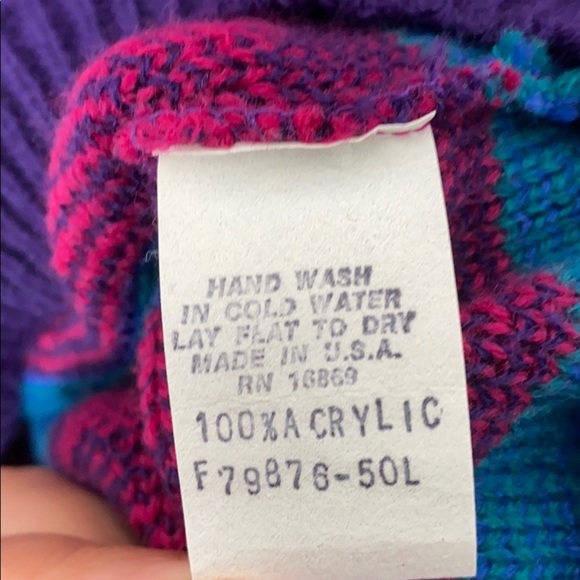 HAND WASH
IN COLD WATER
LAY FLAT TO DRY
MADE IN U.S.A.
RN 16869
100% ACRYLIC
F79876-50L